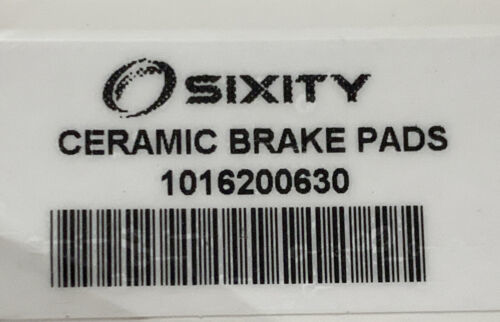 SIXITY
CERAMIC BRAKE PADS
1016200630